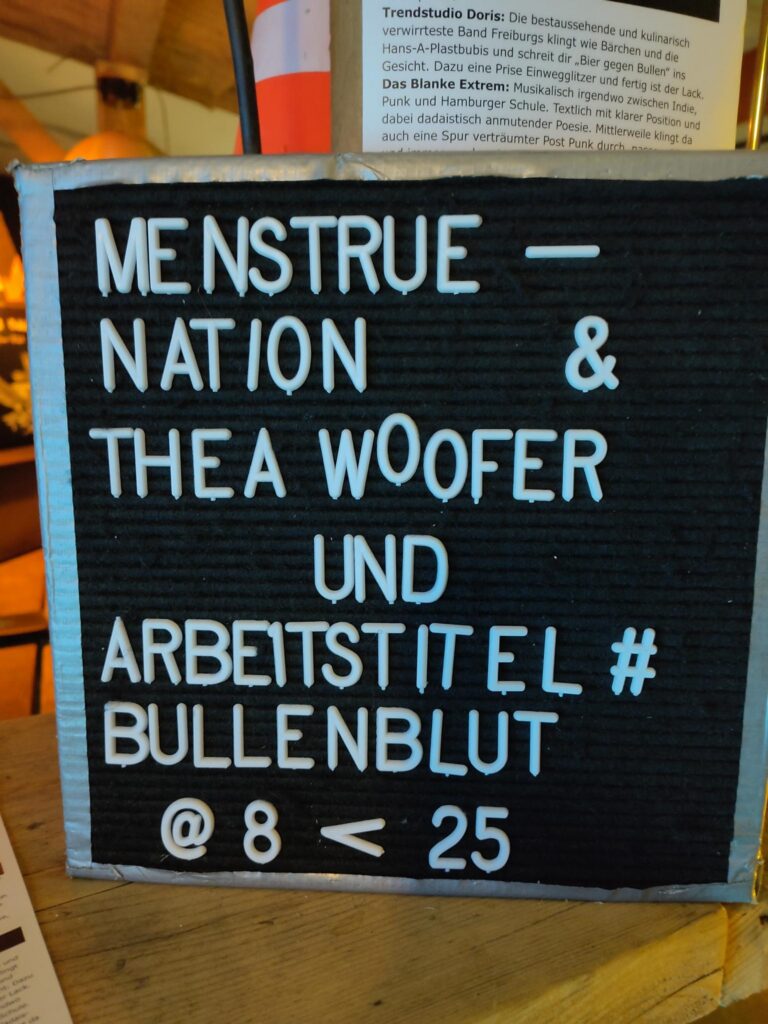 Trendstudio Doris: Die bestaussehende und kulinarisch
verwirrteste Band Freiburgs klingt wie Bärchen und die
Hans-A-Plastbubis und schreit dir „Bier gegen Bullen" ins
Gesicht. Dazu eine Prise Einwegglitzer und fertig ist der Lack.
Das Blanke Extrem: Musikalisch irgendwo zwischen Indie,
Punk und Hamburger Schule. Textlich mit klarer Position und
dabei dadaistisch anmutender Poesie. Mittlerweile klingt da
auch eine Spur verträumter Post Punk durch,
MENSTRUE —
NATION &
THEA WOOFER
UND
ARBE1TSTITEL #
BULLENBLUT
@ 8 < 25